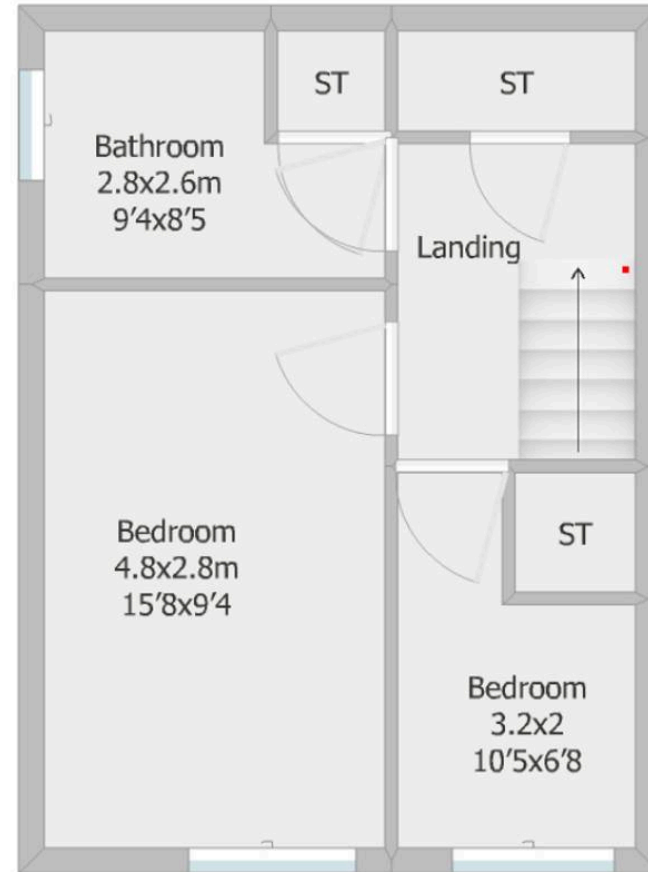 ST
ST
Bathroom
2.8x2.6m
9'4x8'5
Landing
Bedroom
4.8x2.8m
15'8x9'4
ST
Bedroom
3.2x2
10'5x6'8